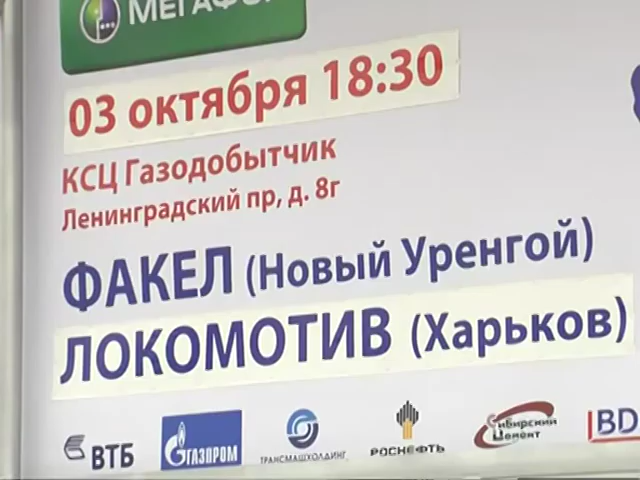 03 октября 18:30
КСЦ Газодобытчик
Ленинградский пр, д. 8г
ФАКЕЛ (Новый Уренгой)
ЛОКОМОТИВ (Харьков)
ВТБ ГАЗПРОМ ТРАНСМАШХОЛДИНГ РОСНЕФТЬ Сибирский Цемент BD